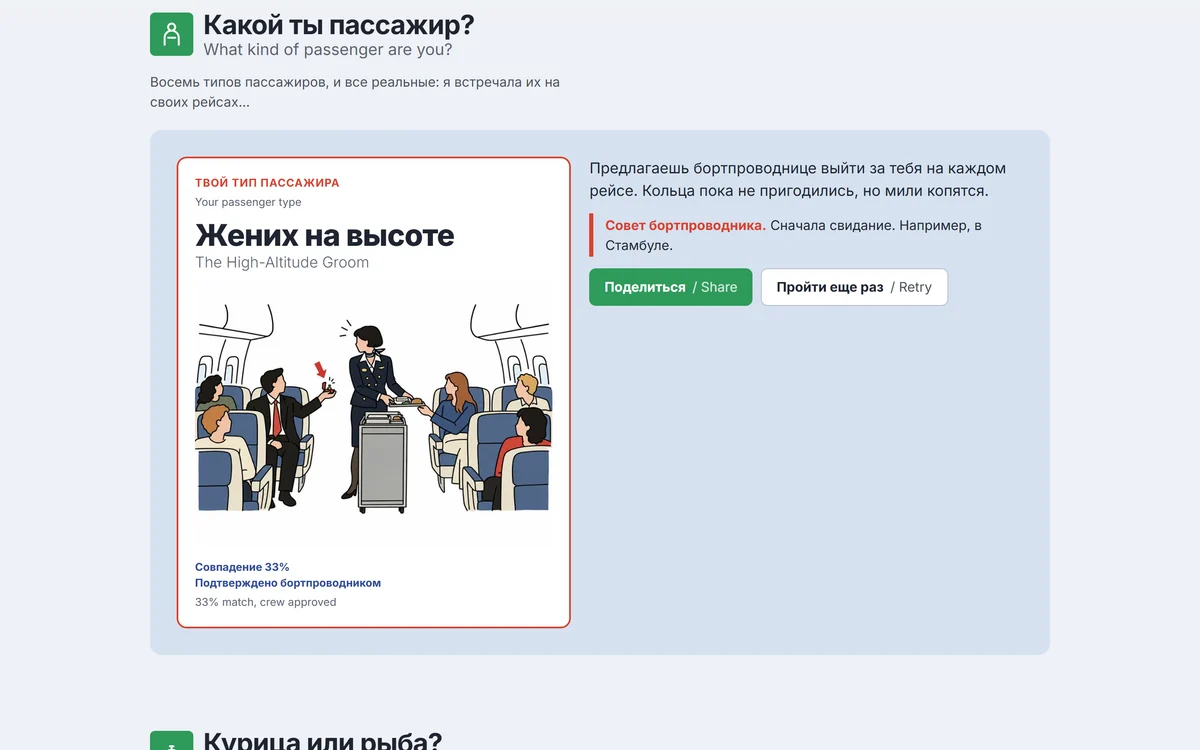 Какой ты пассажир?
What kind of passenger are you?
Восемь типов пассажиров, и все реальные: я встречала их на
своих рейсах...
ТВОЙ ТИП ПАССАЖИРА
Your passenger type
Жених на высоте
The High-Altitude Groom
Совпадение 33%
Подтверждено бортпроводником
33% match, crew approved
Предлагаешь бортпроводнице выйти за тебя на каждом
рейсе. Кольца пока не пригодились, но мили копятся.
Совет бортпроводника. Сначала свидание. Например, в
Стамбуле.
Поделиться / Share
Пройти еще раз / Retry
Курица или рыба?